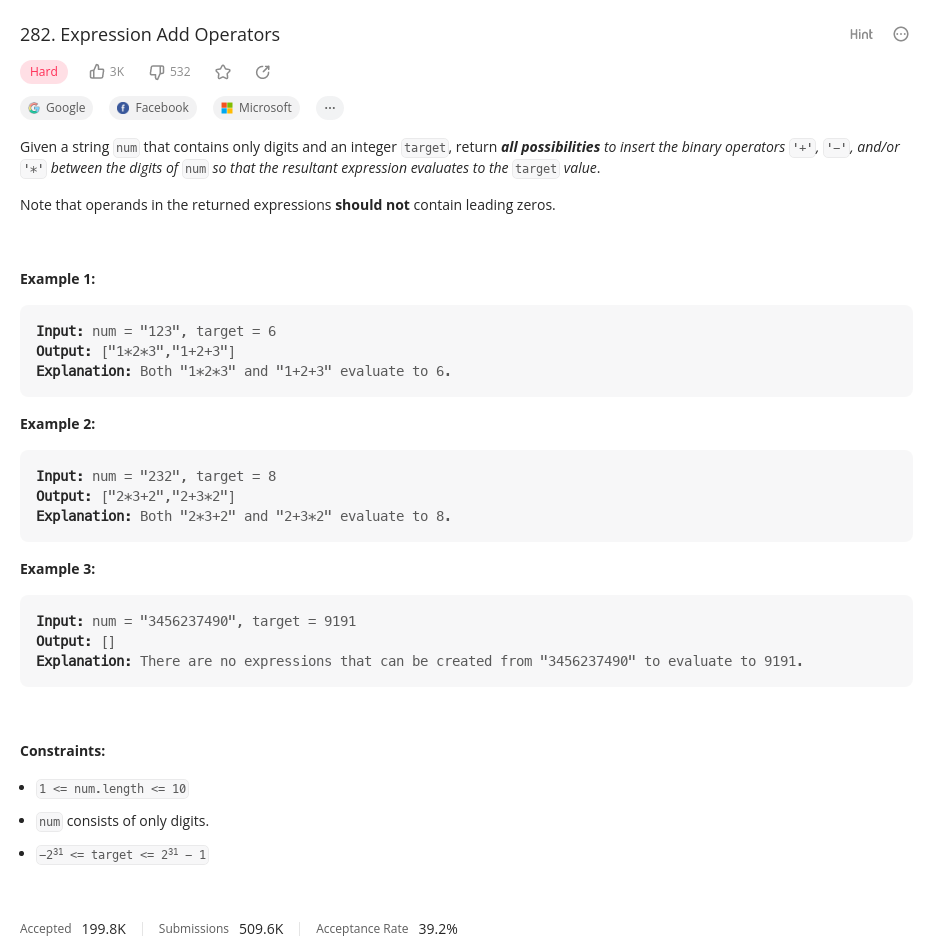 282. Expression Add Operators
Hint
Hard 3K 532
Google Facebook Microsoft ...
Given a string num that contains only digits and an integer target, return all possibilities to insert the binary operators '+', '-', and/or
'*' between the digits of num so that the resultant expression evaluates to the target value.
Note that operands in the returned expressions should not contain leading zeros.
Example 1:
Input: num = "123", target = 6
Output: ["1*2*3","1+2+3"]
Explanation: Both "1*2*3" and "1+2+3" evaluate to 6.
Example 2:
Input: num = "232", target = 8
Output: ["2*3+2","2+3*2"]
Explanation: Both "2*3+2" and "2+3*2" evaluate to 8.
Example 3:
Input: num = "3456237490", target = 9191
Output: []
Explanation: There are no expressions that can be created from "3456237490" to evaluate to 9191.
Constraints:
• 1 <= num.length <= 10
• num consists of only digits.
• -2³¹ <= target <= 2³¹ - 1
Accepted 199.8K Submissions 509.6K Acceptance Rate 39.2%